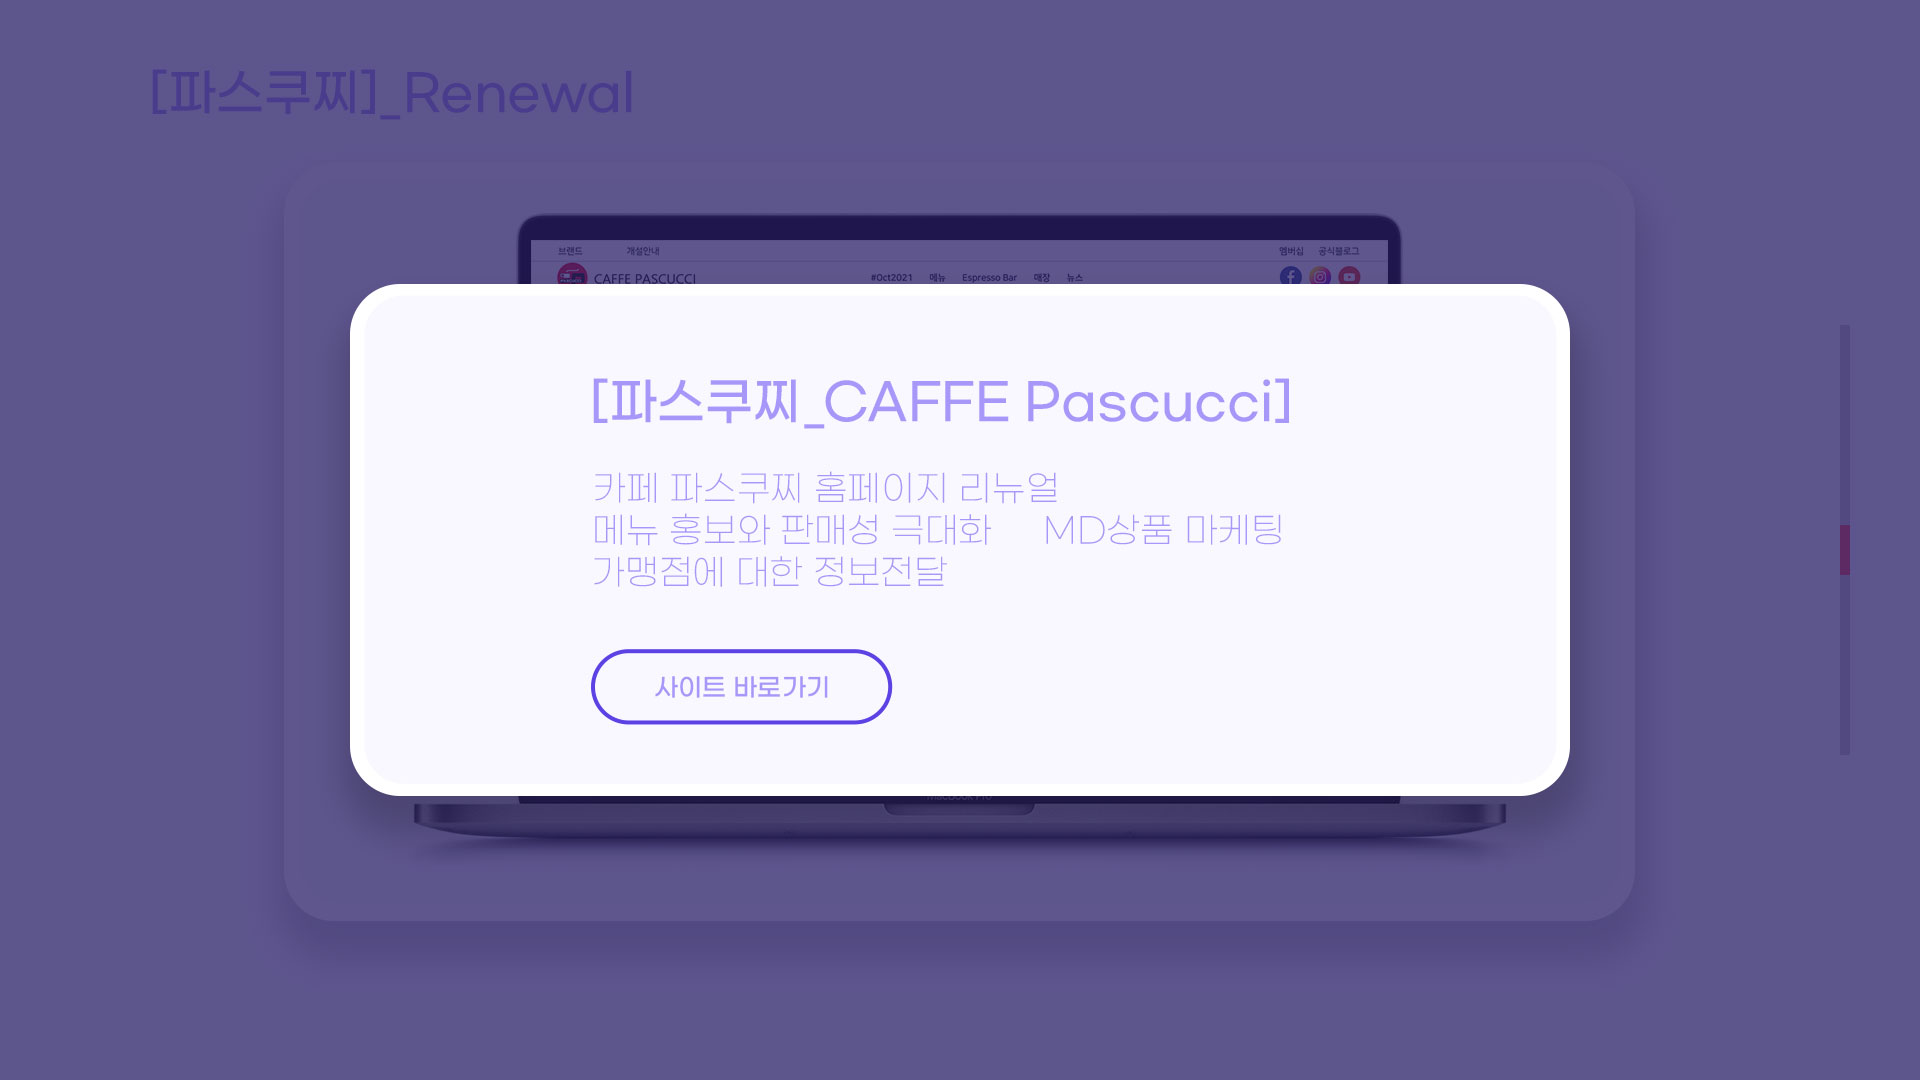 [파스쿠찌]_Renewal
브랜드 개설안내 멤버십 공식블로그
CAFFE PASCUCCI #Oct2021 메뉴 Espresso Bar 매장 뉴스
[파스쿠찌_CAFFE Pascucci]
카페 파스쿠찌 홈페이지 리뉴얼
메뉴 홍보와 판매성 극대화 MD상품 마케팅
가맹점에 대한 정보전달
사이트 바로가기